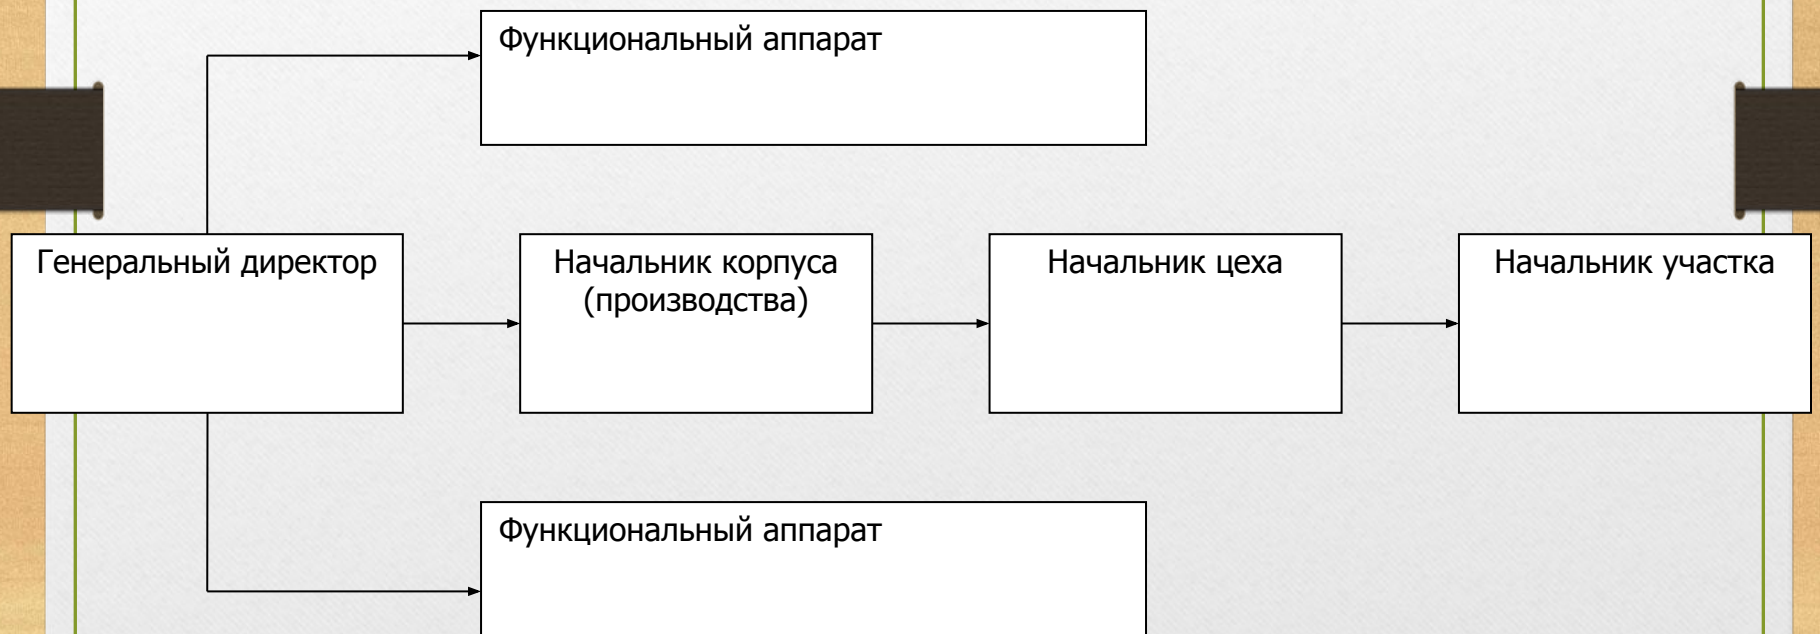 Функциональный аппарат
Генеральный директор
Начальник корпуса
(производства)
Начальник цеха
Начальник участка
Функциональный аппарат